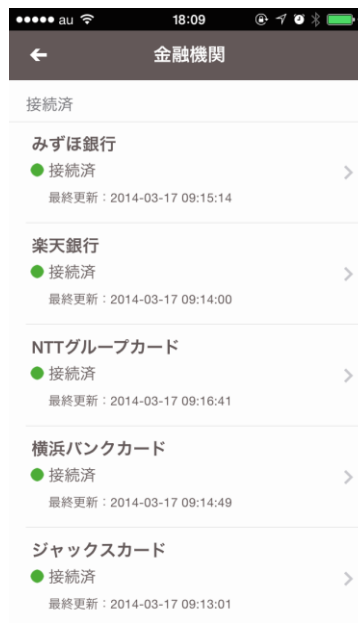 au 18:09
金融機関
接続済
みずほ銀行
接続済
最終更新：2014-03-17 09:15:14
楽天銀行
接続済
最終更新：2014-03-17 09:14:00
NTTグループカード
接続済
最終更新：2014-03-17 09:16:41
横浜バンクカード
接続済
最終更新：2014-03-17 09:14:49
ジャックスカード
接続済
最終更新：2014-03-17 09:13:01